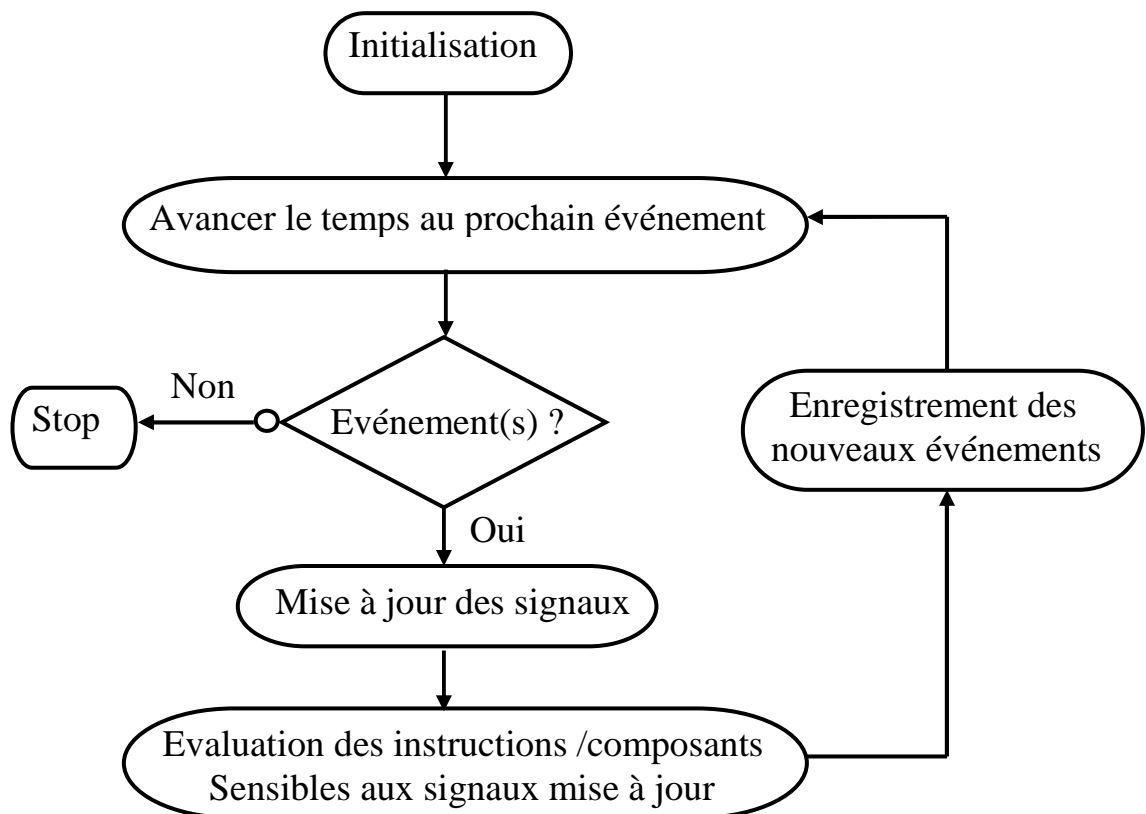 Initialisation
Avancer le temps au prochain événement
Non
Stop
Evénement(s) ?
Enregistrement des
nouveaux événements
Oui
Mise à jour des signaux
Evaluation des instructions /composants
Sensibles aux signaux mise à jour